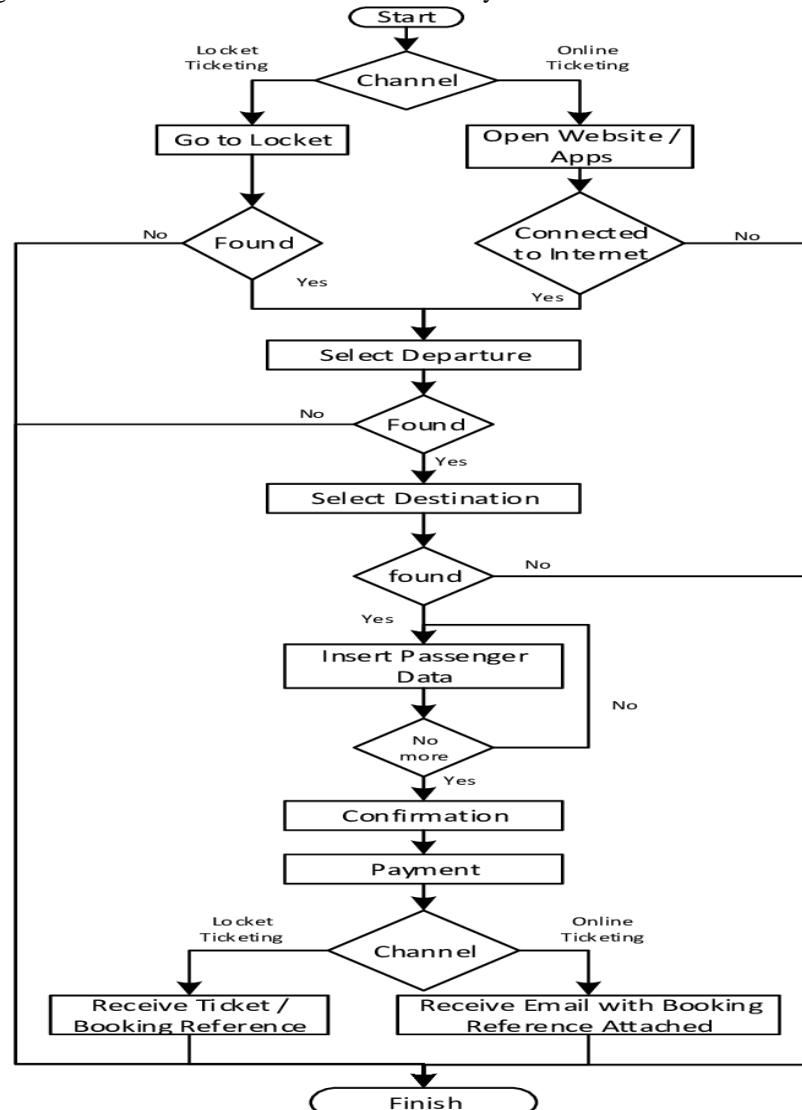 Start
Locket
Ticketing
Online
Ticketing
Channel
Go to Locket
Open Website /
Apps
No
Found
Connected
to Internet
No
Yes
Yes
Select Departure
No
Found
Yes
Select Destination
found
No
Yes
Insert Passenger
Data
No
No
more
Yes
Confirmation
Payment
Locket
Ticketing
Online
Ticketing
Channel
Receive Ticket /
Booking Reference
Receive Email with Booking
Reference Attached
Finish